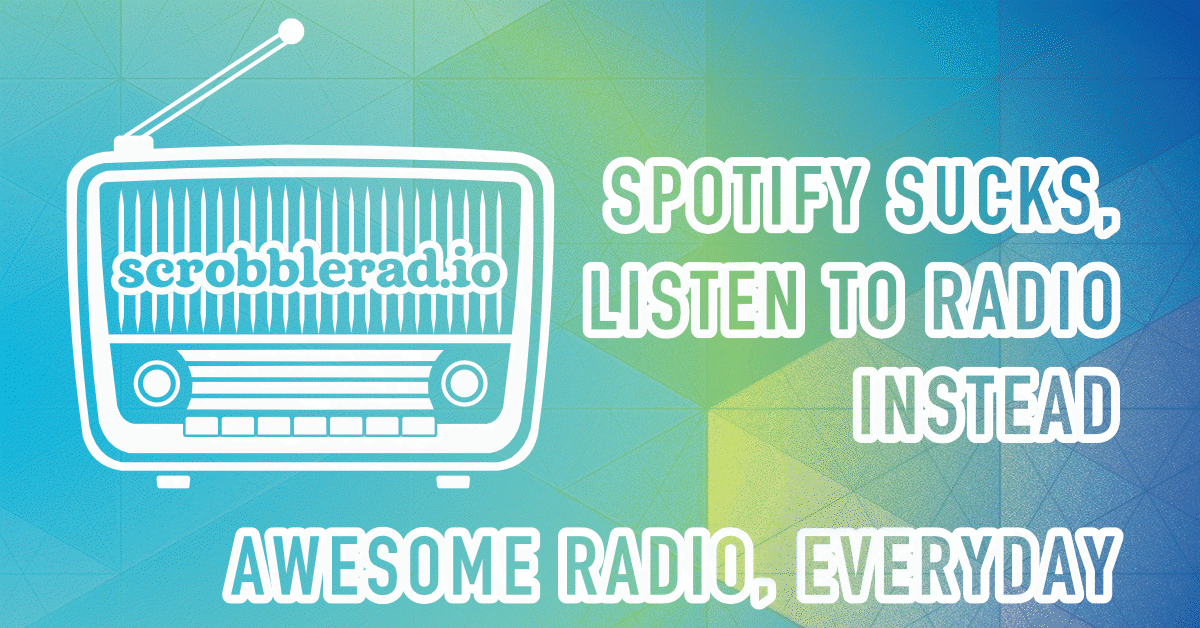 scrobblerad.io
SPOTIFY SUCKS,
LISTEN TO RADIO
INSTEAD
AWESOME RADIO, EVERYDAY